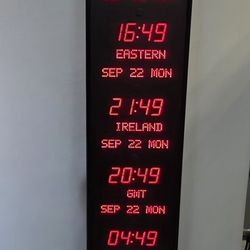 16:49
EASTERN
SEP 22 MON
21:49
IRELAND
SEP 22 MON
20:49
GMT
SEP 22 MON
04:49